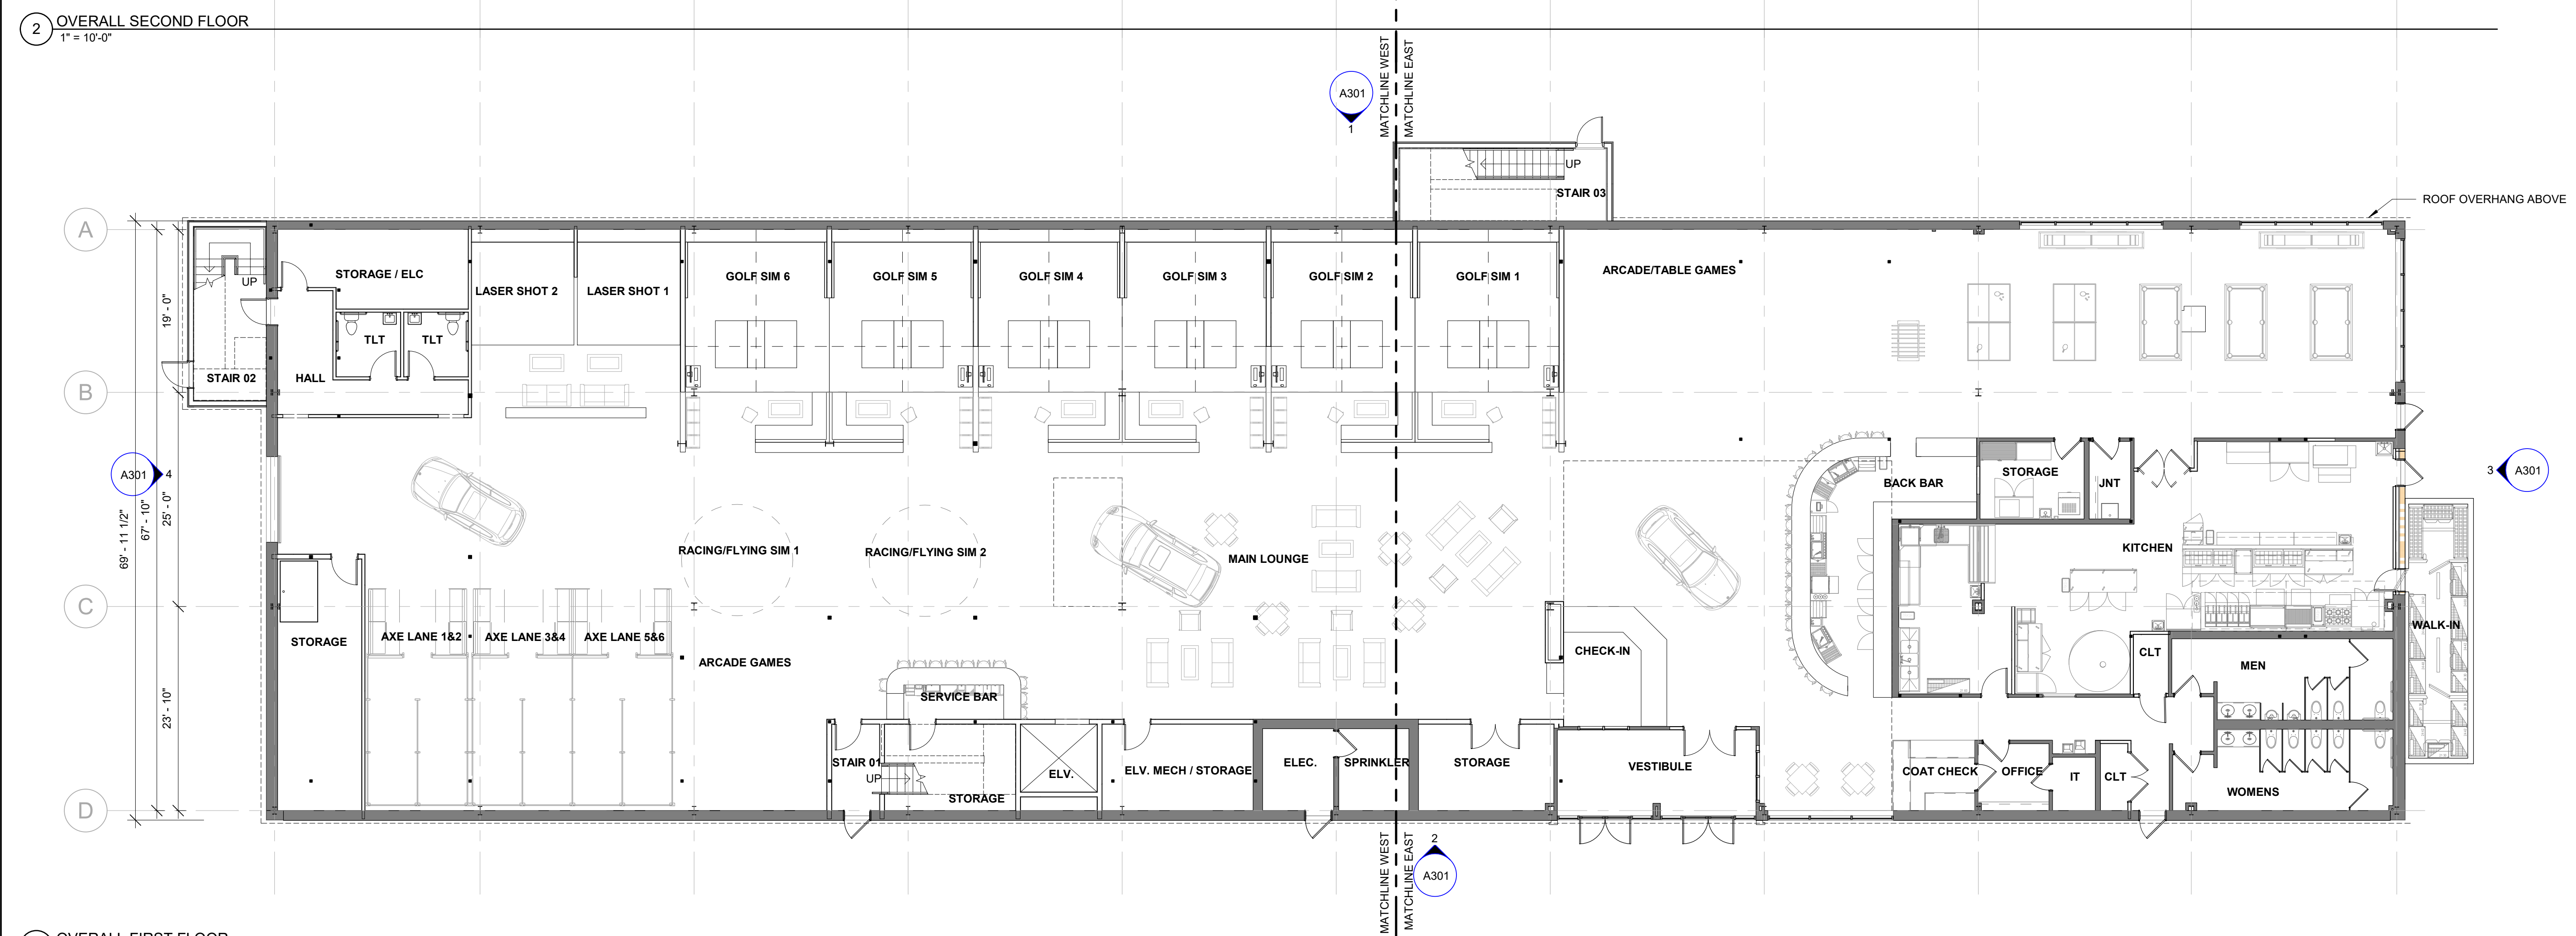 2 OVERALL SECOND FLOOR
1" = 10'-0"
MATCHLINE WEST
MATCHLINE EAST
A301
1
UP
STAIR 03
ROOF OVERHANG ABOVE
A
STORAGE / ELC
LASER SHOT 2
LASER SHOT 1
GOLF SIM 6
GOLF SIM 5
GOLF SIM 4
GOLF SIM 3
GOLF SIM 2
GOLF SIM 1
ARCADE/TABLE GAMES
UP
19' - 0"
TLT
TLT
STAIR 02
HALL
B
A301
4
69' - 11 1/2"
67' - 10"
25' - 0"
BACK BAR
STORAGE
JNT
3
A301
RACING/FLYING SIM 1
RACING/FLYING SIM 2
MAIN LOUNGE
KITCHEN
C
STORAGE
AXE LANE 1&2
AXE LANE 3&4
AXE LANE 5&6
ARCADE GAMES
SERVICE BAR
CHECK-IN
CLT
MEN
WALK-IN
23' - 10"
STAIR 01
UP
STORAGE
ELV.
ELV. MECH / STORAGE
ELEC.
SPRINKLER
STORAGE
VESTIBULE
COAT CHECK
OFFICE
IT
CLT
WOMENS
D
MATCHLINE WEST
MATCHLINE EAST
2
A301
OVERALL FIRST FLOOR